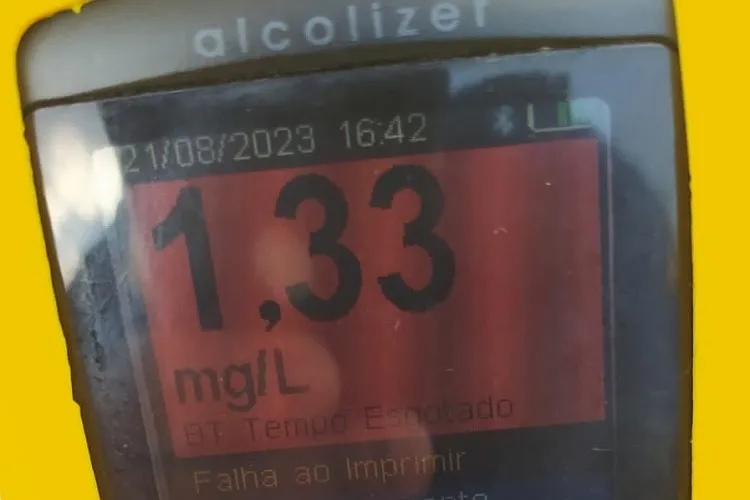 alcolizer
21/08/2023 16:42
1,33
mg/L
BT Tempo Esgotado
Falha ao Imprimir